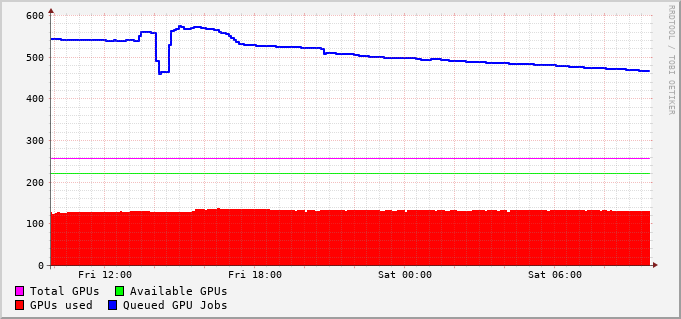 600
500
400
300
200
100
0
Fri 12:00 Fri 18:00 Sat 00:00 Sat 06:00
Total GPUs Available GPUs
GPUs used Queued GPU Jobs
RRDTOOL / TOBI OETIKER